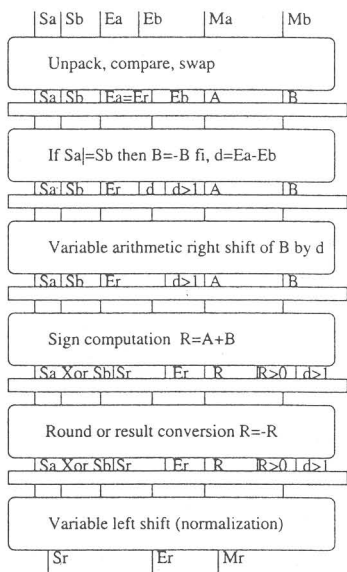 Sa Sb Ea Eb Ma Mb
Unpack, compare, swap
Sa Sb Ea=Er Eb A B
If Sa|=Sb then B=-B fi, d=Ea-Eb
Sa Sb Er d d>1 A B
Variable arithmetic right shift of B by d
Sa Sb Er d>1 A B
Sign computation R=A+B
Sa Xor Sb Sr Er R R>0 d>1
Round or result conversion R=-R
Sa Xor Sb Sr Er R R>0 d>1
Variable left shift (normalization)
Sr Er Mr